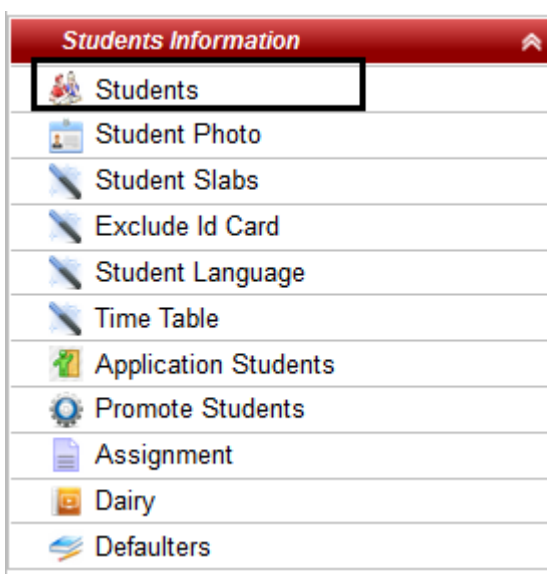 Students Information
Students
Student Photo
Student Slabs
Exclude Id Card
Student Language
Time Table
Application Students
Promote Students
Assignment
Dairy
Defaulters